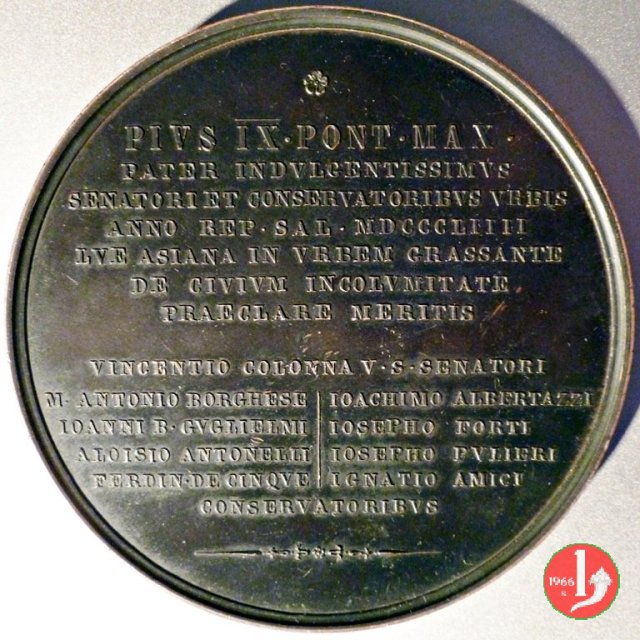 PIVS IX·PONT·MAX·
PATER INDVLGENTISSIMVS
SENATORI ET CONSERVATORIBVS VRBIS
ANNO REP·SAL·MDCCCLIIII
LVE ASIANA IN VRBEM GRASSANTE
DE CIVIVM INCOLVMITATE
PRAECLARE MERITIS
VINCENTIO COLONNA V·S·SENATORI
M·ANTONIO BORGHESE IOACHIMO ALBERTAZZI
IOANNI B·GVGLIELMI IOSEPHO FORTI
ALOISIO ANTONELLI IOSEPHO PVLIERI
FERDIN·DE CINQVE IGNATIO AMICI
CONSERVATORIBVS
1966